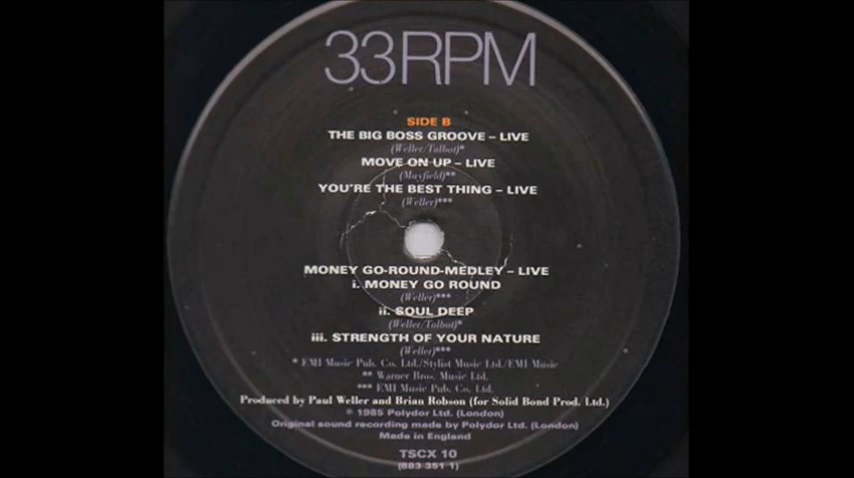 33RPM
SIDE B
THE BIG BOSS GROOVE – LIVE
(Weller/Talbot)*
MOVE ON UP – LIVE
(Mayfield)**
YOU'RE THE BEST THING – LIVE
(Weller)***
MONEY GO-ROUND-MEDLEY – LIVE
i. MONEY GO ROUND
(Weller)***
ii. SOUL DEEP
(Weller/Talbot)*
iii. STRENGTH OF YOUR NATURE
(Weller)***
* EMI Music Pub. Co. Ltd./Stylist Music Ltd./EMI Music
** Warner Bros. Music Ltd.
*** EMI Music Pub. Co. Ltd.
Produced by Paul Weller and Brian Robson (for Solid Bond Prod. Ltd.)
℗ 1985 Polydor Ltd. (London)
Original sound recording made by Polydor Ltd. (London)
Made in England
TSCX 10
(883 351 1)